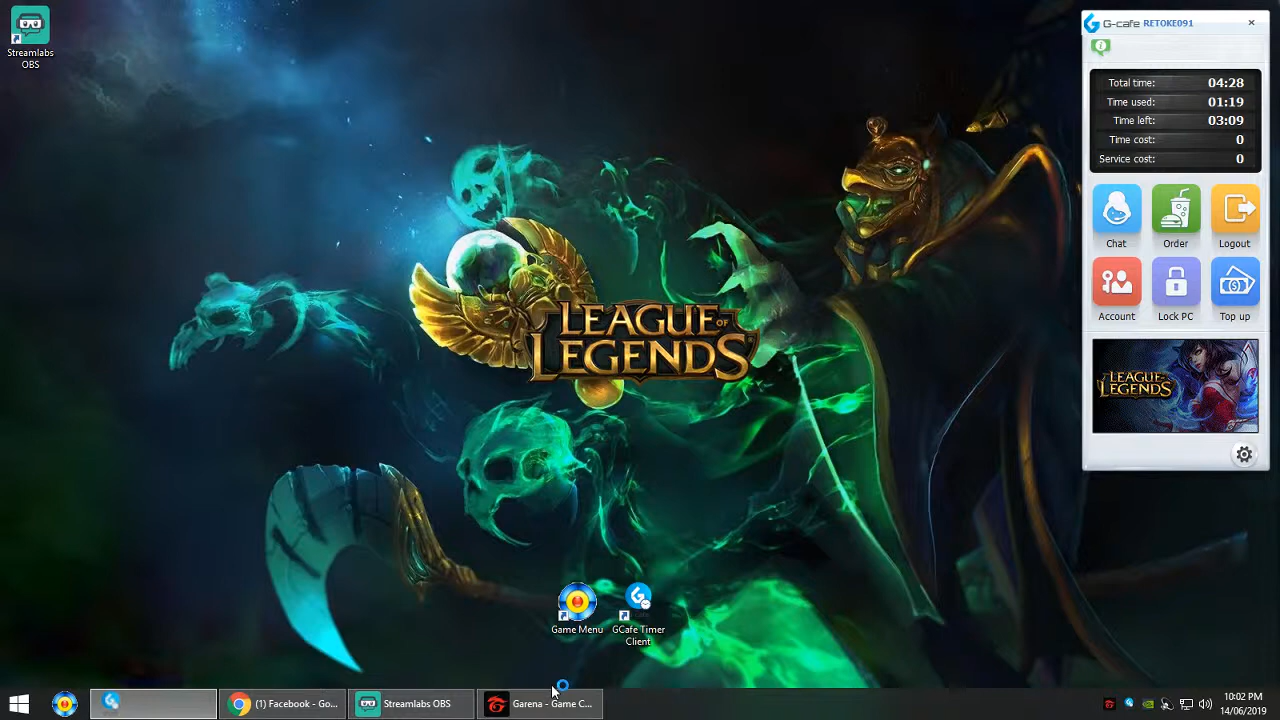 Streamlabs
OBS
G-cafe RETOKE091
Total time: 04:28
Time used: 01:19
Time left: 03:09
Time cost: 0
Service cost: 0
Chat
Order
Logout
Account
Lock PC
Top up
LEAGUE OF
LEGENDS
LEAGUE OF
LEGENDS
Game Menu
GCafe Timer
Client
(1) Facebook - Go...
Streamlabs OBS
Garena - Game C...
10:02 PM
14/06/2019